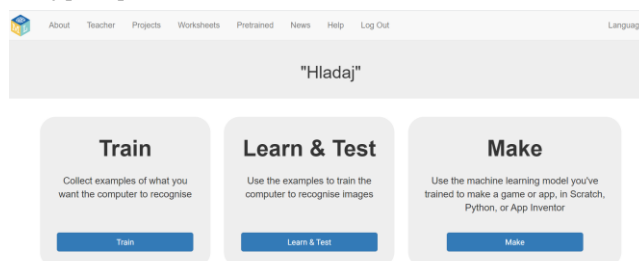 About Teacher Projects Worksheets Pretrained News Help Log Out Languag
"Hladaj"
Train
Collect examples of what you
want the computer to recognise
Train
Learn & Test
Use the examples to train the
computer to recognise images
Learn & Test
Make
Use the machine learning model you've
trained to make a game or app, in Scratch,
Python, or App Inventor
Make